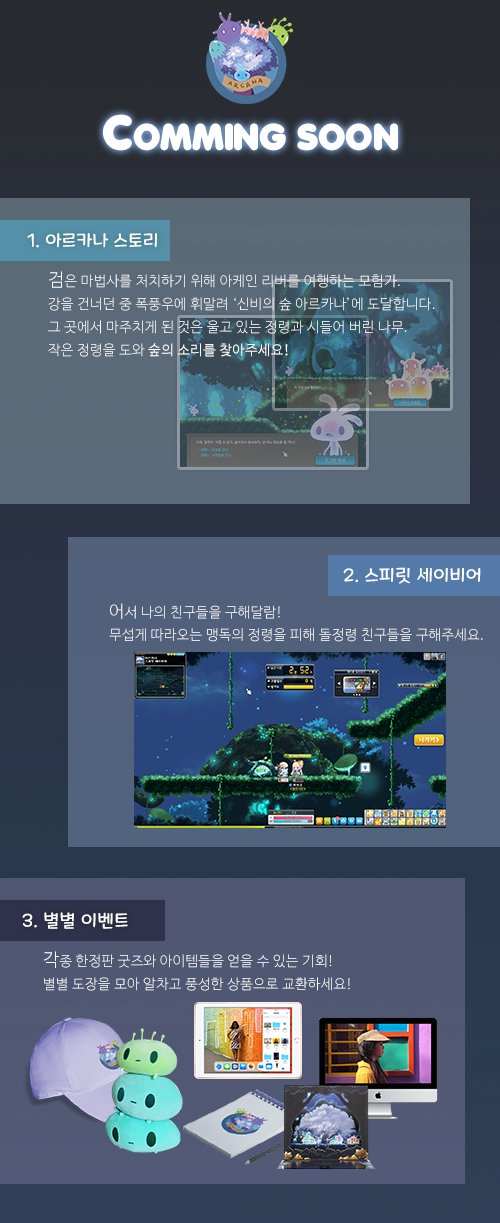 ARCANA
COMMING SOON
1. 아르카나 스토리
검은 마법사를 처치하기 위해 아케인 리버를 여행하는 모험가.
강을 건너던 중 폭풍우에 휘말려 ‘신비의 숲 아르카나’에 도달합니다.
그 곳에서 마주치게 된 것은 울고 있는 정령과 시들어 버린 나무.
작은 정령을 도와 숲의 소리를 찾아주세요!
2. 스피릿 세이비어
어서 나의 친구들을 구해달람!
무섭게 따라오는 맹독의 정령을 피해 돌정령 친구들을 구해주세요.
2, 52.
나가기
3. 별별 이벤트
각종 한정판 굿즈와 아이템들을 얻을 수 있는 기회!
별별 도장을 모아 알차고 풍성한 상품으로 교환하세요!